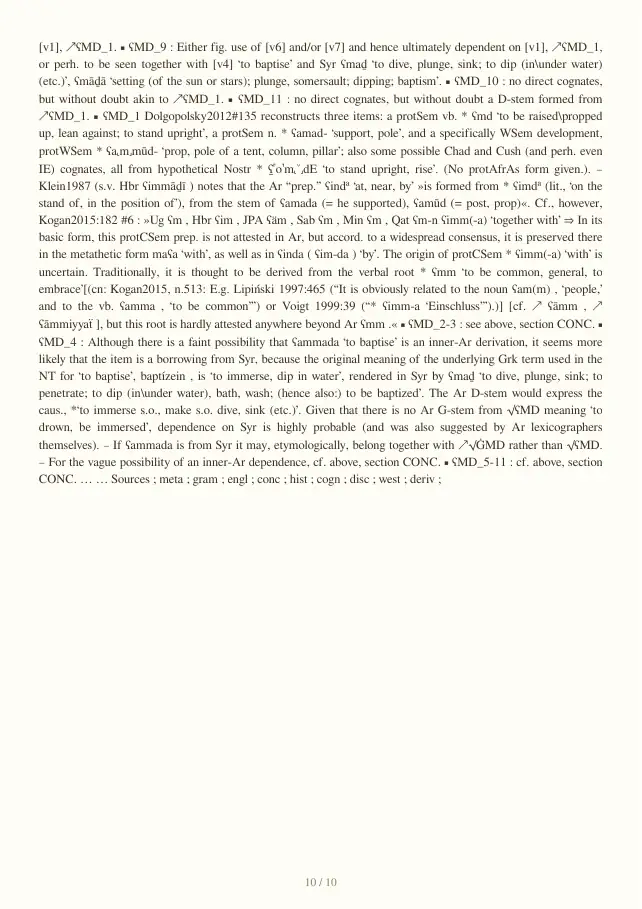 [v1], ↗ʕMD_1. ▪ ʕMD_9 : Either fig. use of [v6] and/or [v7] and hence ultimately dependent on [v1], ↗ʕMD_1,
or perh. to be seen together with [v4] ‘to baptise’ and Syr ʕmaḏ ‘to dive, plunge, sink; to dip (in\under water)
(etc.)’, ʕmāḏā ‘setting (of the sun or stars); plunge, somersault; dipping; baptism’. ▪ ʕMD_10 : no direct cognates,
but without doubt akin to ↗ʕMD_1. ▪ ʕMD_11 : no direct cognates, but without doubt a D-stem formed from
↗ʕMD_1. ▪ ʕMD_1 Dolgopolsky2012#135 reconstructs three items: a protSem vb. * ʕmd ‘to be raised\propped
up, lean against; to stand upright’, a protSem n. * ʕamad- ‘support, pole’, and a specifically WSem development,
protWSem * ʕa,m,mūd- ‘prop, pole of a tent, column, pillar’; also some possible Chad and Cush (and perh. even
IE) cognates, all from hypothetical Nostr * ‘to stand upright, rise’. (No protAfrAs form given.). –
Klein1987 (s.v. Hbr ʕimmāḏī ) notes that the Ar “prep.” ʕindᵃ ‘at, near, by’ »is formed from * ʕimdᵃ (lit., ‘on the
stand of, in the position of’), from the stem of ʕamada (= he supported), ʕamūd (= post, prop)«. Cf., however,
Kogan2015:182 #6 : »Ug ʕm , Hbr ʕim , JPA ʕäm , Sab ʕm , Min ʕm , Qat ʕm-n ʕimm(-a) ‘together with’ ⇒ In its
basic form, this protCSem prep. is not attested in Ar, but accord. to a widespread consensus, it is preserved there
in the metathetic form maʕa ‘with’, as well as in ʕinda ( ʕim-da ) ‘by’. The origin of protCSem * ʕimm(-a) ‘with’ is
uncertain. Traditionally, it is thought to be derived from the verbal root * ʕmm ‘to be common, general, to
embrace’[(cn: Kogan2015, n.513: E.g. Lipiński 1997:465 (“It is obviously related to the noun ʕam(m) , ‘people,’
and to the vb. ʕamma , ‘to be common’”) or Voigt 1999:39 (“* ʕimm-a ‘Einschluss’”).)] [cf. ↗ ʕämm , ↗
ʕāmmiyyaẗ ], but this root is hardly attested anywhere beyond Ar ʕmm .« ▪ ʕMD_2-3 : see above, section CONC. ▪
ʕMD_4 : Although there is a faint possibility that ʕammada ‘to baptise’ is an inner-Ar derivation, it seems more
likely that the item is a borrowing from Syr, because the original meaning of the underlying Grk term used in the
NT for ‘to baptise’, baptízein , is ‘to immerse, dip in water’, rendered in Syr by ʕmaḏ ‘to dive, plunge, sink; to
penetrate; to dip (in\under water), bath, wash; (hence also:) to be baptized’. The Ar D-stem would express the
caus., *‘to immerse s.o., make s.o. dive, sink (etc.)’. Given that there is no Ar G-stem from √ʕMD meaning ‘to
drown, be immersed’, dependence on Syr is highly probable (and was also suggested by Ar lexicographers
themselves). – If ʕammada is from Syr it may, etymologically, belong together with ↗√ĠMD rather than √ʕMD.
– For the vague possibility of an inner-Ar dependence, cf. above, section CONC. ▪ ʕMD_5-11 : cf. above, section
CONC. … … Sources ; meta ; gram ; engl ; conc ; hist ; cogn ; disc ; west ; deriv ;
10 / 10